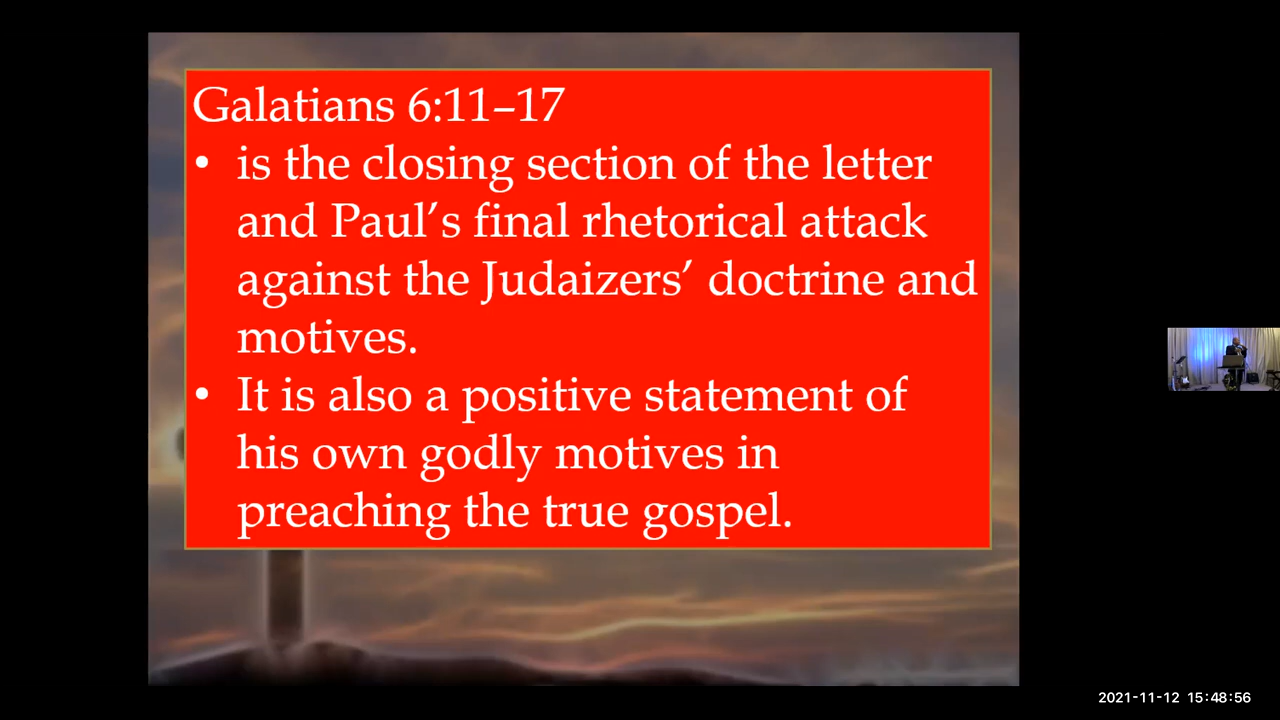 Galatians 6:11–17
• is the closing section of the letter
and Paul’s final rhetorical attack
against the Judaizers’ doctrine and
motives.
• It is also a positive statement of
his own godly motives in
preaching the true gospel.
2021-11-12 15:48:56